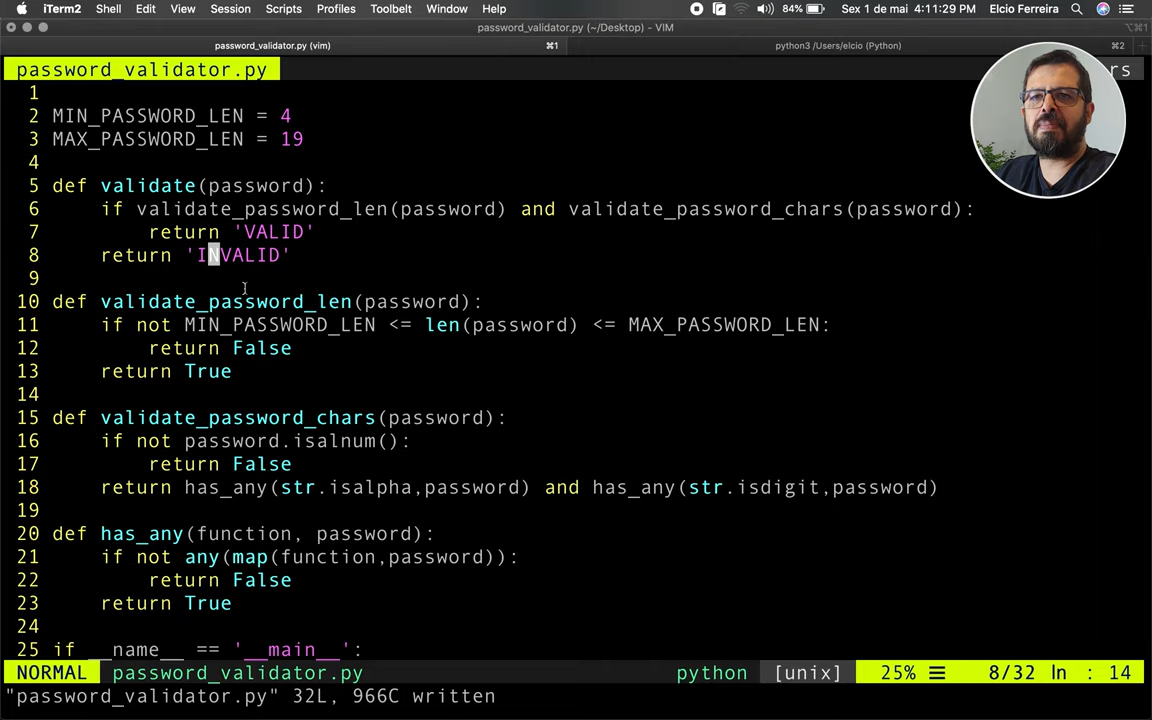 iTerm2 Shell Edit View Session Scripts Profiles Toolbelt Window Help 84% Sex 1 de mai 4:11:29 PM Elcio Ferreira
password_validator.py (~/Desktop) - VIM ⌥⌘1
password_validator.py (vim) ⌘1 python3 /Users/elcio (Python) ⌘2
password_validator.py rs
1
2 MIN_PASSWORD_LEN = 4
3 MAX_PASSWORD_LEN = 19
4
5 def validate(password):
6     if validate_password_len(password) and validate_password_chars(password):
7         return 'VALID'
8     return 'INVALID'
9
10 def validate_password_len(password):
11     if not MIN_PASSWORD_LEN <= len(password) <= MAX_PASSWORD_LEN:
12         return False
13     return True
14
15 def validate_password_chars(password):
16     if not password.isalnum():
17         return False
18     return has_any(str.isalpha,password) and has_any(str.isdigit,password)
19
20 def has_any(function, password):
21     if not any(map(function,password)):
22         return False
23     return True
24
25 if __name__ == '__main__':
NORMAL password_validator.py python [unix] 25% ☰ 8/32 ln : 14
"password_validator.py" 32L, 966C written